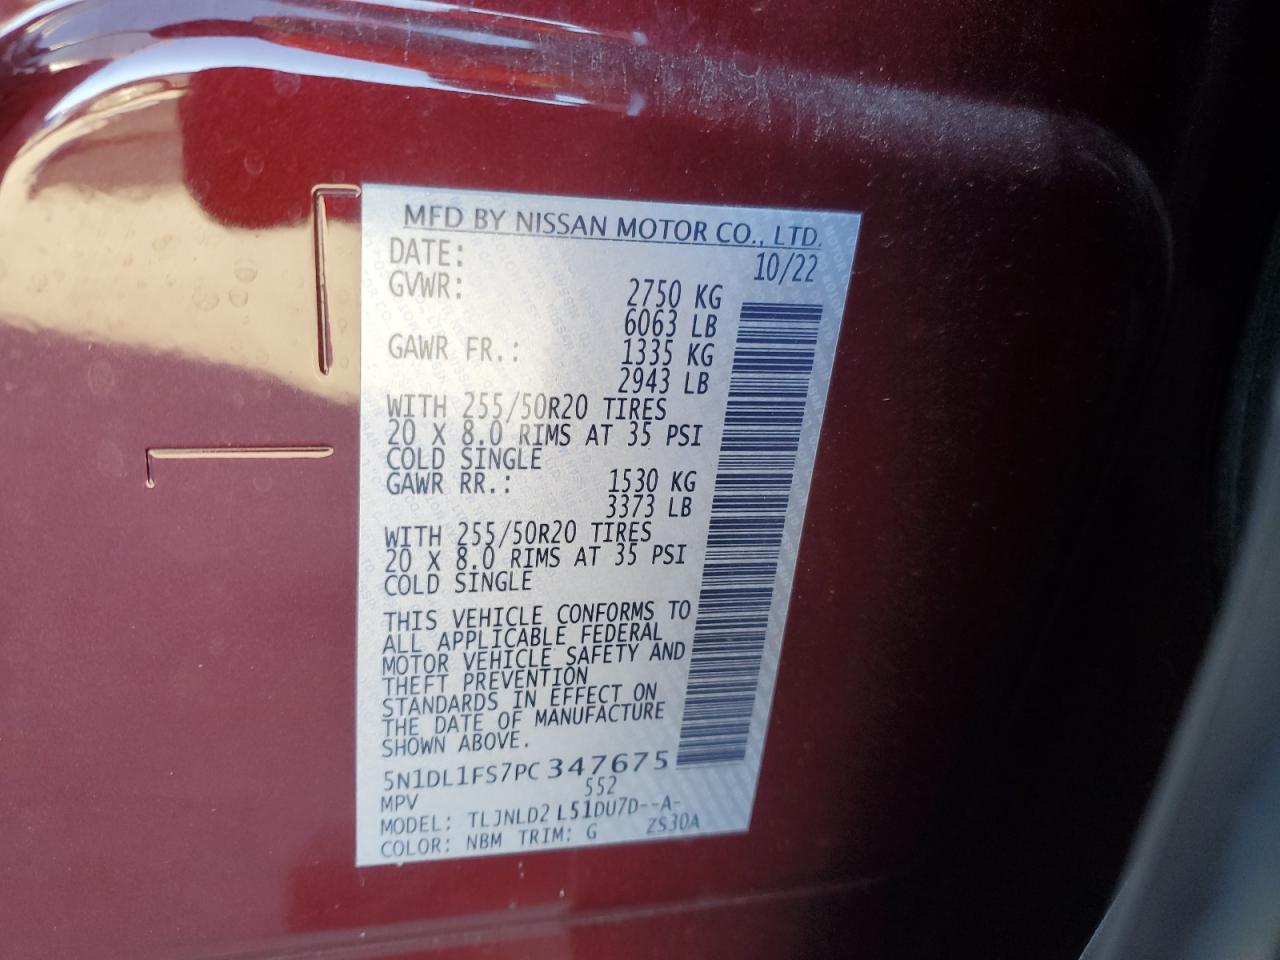 MFD BY NISSAN MOTOR CO., LTD.
DATE: 10/22
GVWR: 2750 KG
6063 LB
GAWR FR.: 1335 KG
2943 LB
WITH 255/50R20 TIRES
20 X 8.0 RIMS AT 35 PSI
COLD SINGLE
GAWR RR.: 1530 KG
3373 LB
WITH 255/50R20 TIRES
20 X 8.0 RIMS AT 35 PSI
COLD SINGLE
THIS VEHICLE CONFORMS TO
ALL APPLICABLE FEDERAL
MOTOR VEHICLE SAFETY AND
THEFT PREVENTION
STANDARDS IN EFFECT ON
THE DATE OF MANUFACTURE
SHOWN ABOVE.
5N1DL1FS7PC347675
MPV 552
MODEL: TLJNLD2 L51DU7D--A-
COLOR: NBM TRIM: G ZS30A